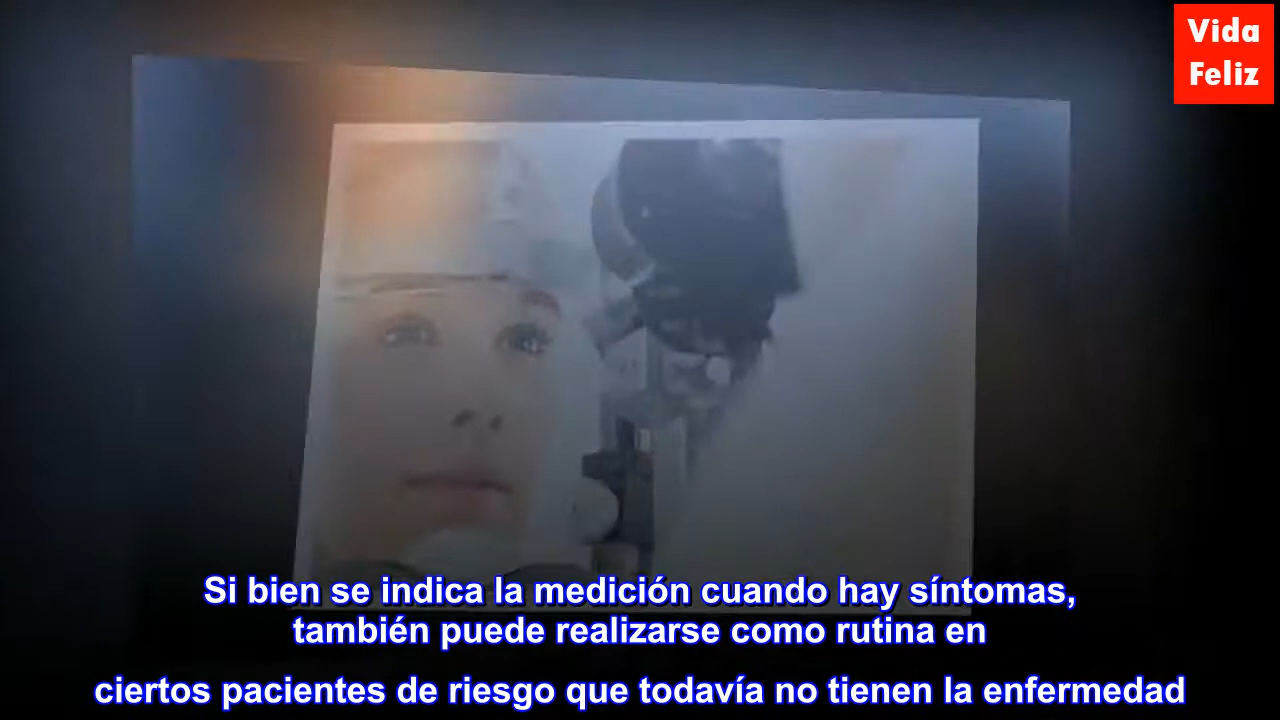 Vida
Feliz
Si bien se indica la medición cuando hay síntomas,
también puede realizarse como rutina en
ciertos pacientes de riesgo que todavía no tienen la enfermedad